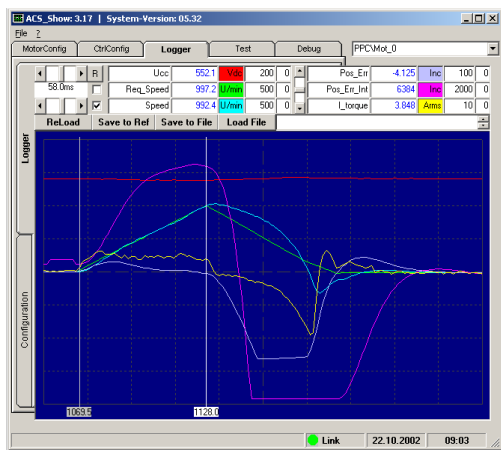 ACS_Show: 3.17 | System-Version: 05.32
File ?
MotorConfig CtrlConfig Logger Test Debug PPC\Mot_0
R Ucc 552.1 Vdc 200 0 Pos_Err -4.125 Inc 100 0
58.0ms Req_Speed 997.2 U/min 500 0 Pos_Err_Int 6384 Inc 2000 0
Speed 992.4 U/min 500 0 I_torque 3.848 Arms 10 0
ReLoad Save to Ref Save to File Load File
Logger
Configuration
1069.5 1128.0
Link 22.10.2002 09:03